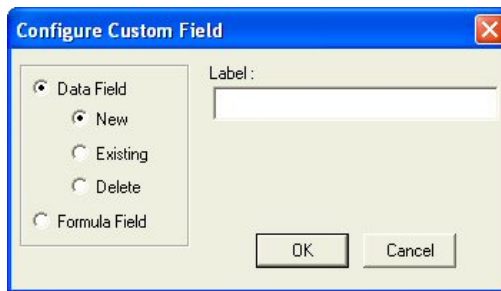 Configure Custom Field
Data Field
New
Existing
Delete
Formula Field
Label :
OK
Cancel